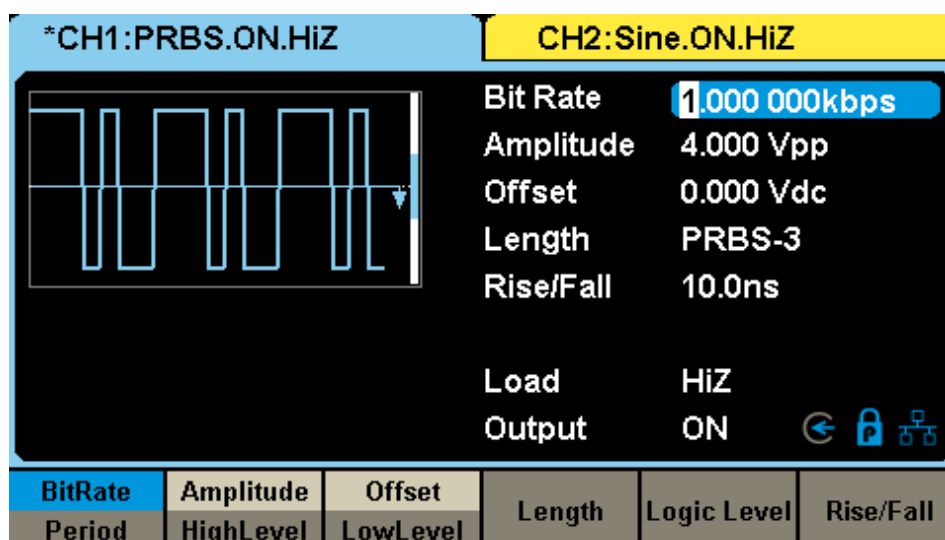 *CH1:PRBS.ON.HiZ
CH2:Sine.ON.HiZ
Bit Rate 1.000 000kbps
Amplitude 4.000 Vpp
Offset 0.000 Vdc
Length PRBS-3
Rise/Fall 10.0ns
Load HiZ
Output ON
P
BitRate Amplitude Offset
Length Logic Level Rise/Fall
Period HighLevel LowLevel